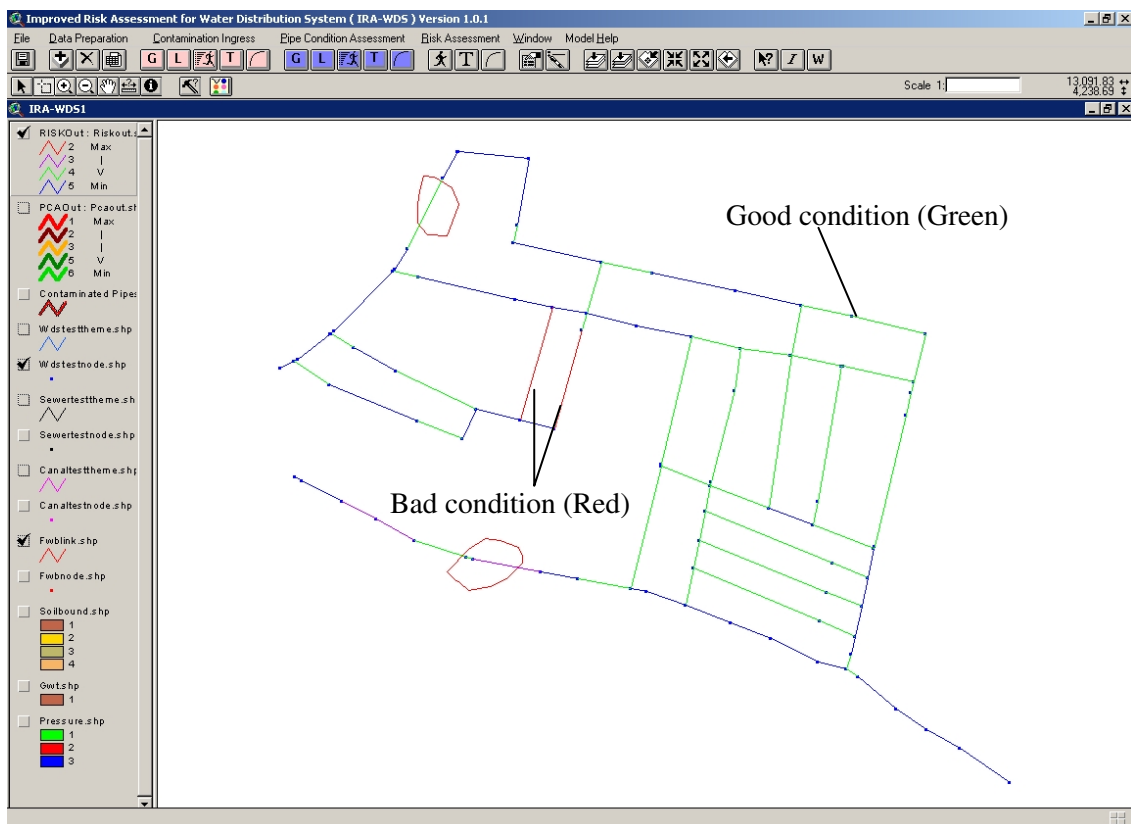 Improved Risk Assessment for Water Distribution System ( IRA-WDS ) Version 1.0.1
File Data Preparation Contamination Ingress Pipe Condition Assessment Risk Assessment Window Model Help
G L T G L T T I W
Scale 1: 13,091.83
4,238.69
IRA-WDS1
RISKOut : Riskout.s
2 Max
3 |
4 V
5 Min
PCAOut : Pcaout.sh
1 Max
2 |
3 |
5 V
6 Min
Contaminated Pipes
Wdstesttheme.shp
Wdstestnode.shp
Sewertesttheme.sh
Sewertestnode.shp
Canaltesttheme.shp
Canaltestnode.shp
Fwblink.shp
Fwbnode.shp
Soilbound.shp
1
2
3
4
Gwt.shp
1
Pressure.shp
1
2
3
Good condition (Green)
Bad condition (Red)